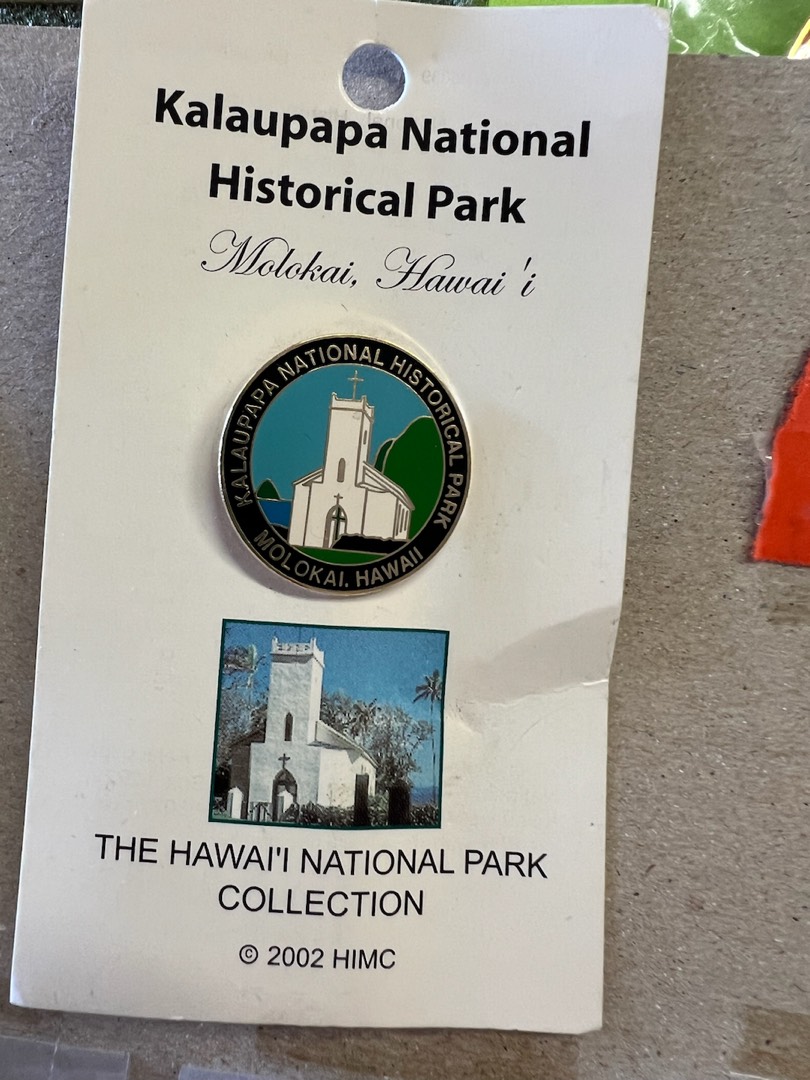 Kalaupapa National
Historical Park
Molokai, Hawai'i
KALAUPAPA NATIONAL HISTORICAL PARK
MOLOKAI. HAWAII
THE HAWAI'I NATIONAL PARK
COLLECTION
© 2002 HIMC